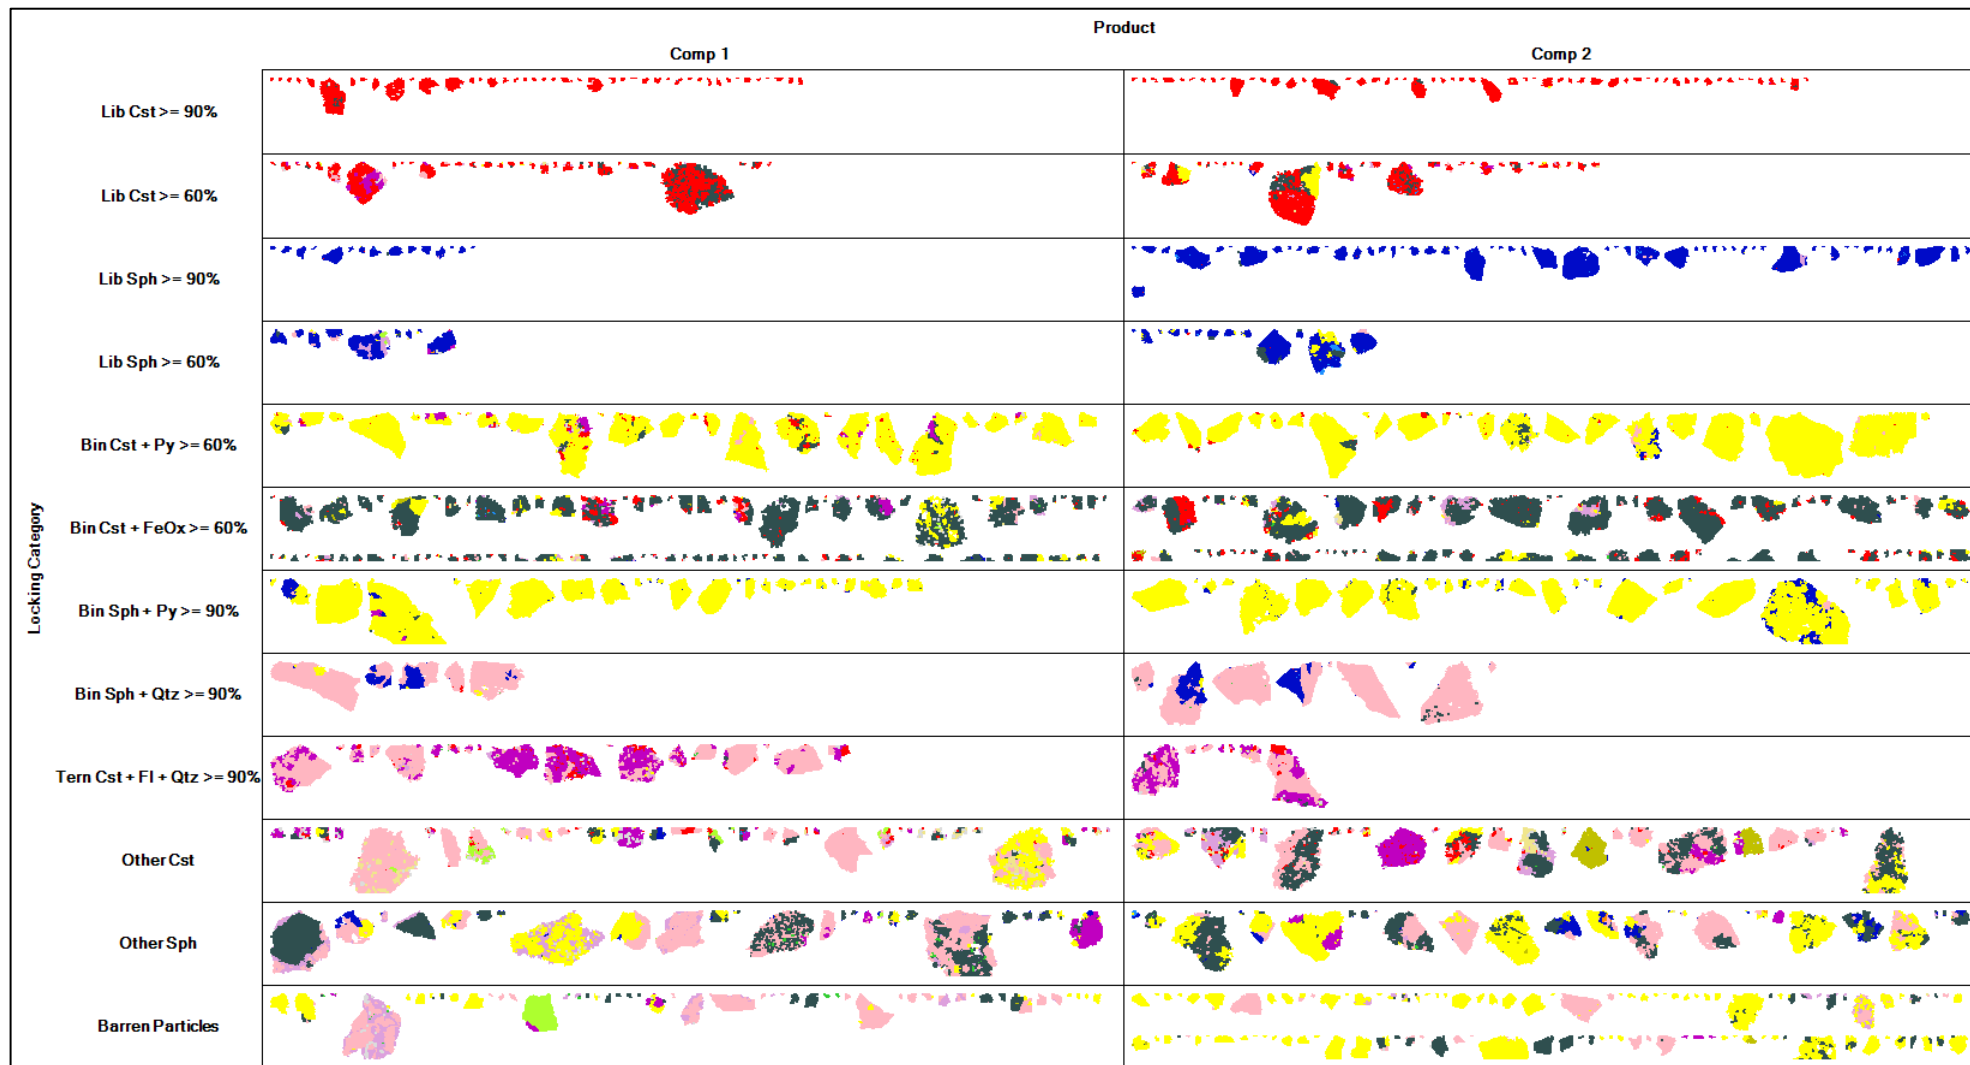 Product
Comp 1
Comp 2
Locking Category
Lib Cst >= 90%
Lib Cst >= 60%
Lib Sph >= 90%
Lib Sph >= 60%
Bin Cst + Py >= 60%
Bin Cst + FeOx >= 60%
Bin Sph + Py >= 90%
Bin Sph + Qtz >= 90%
Tern Cst + Fl + Qtz >= 90%
Other Cst
Other Sph
Barren Particles